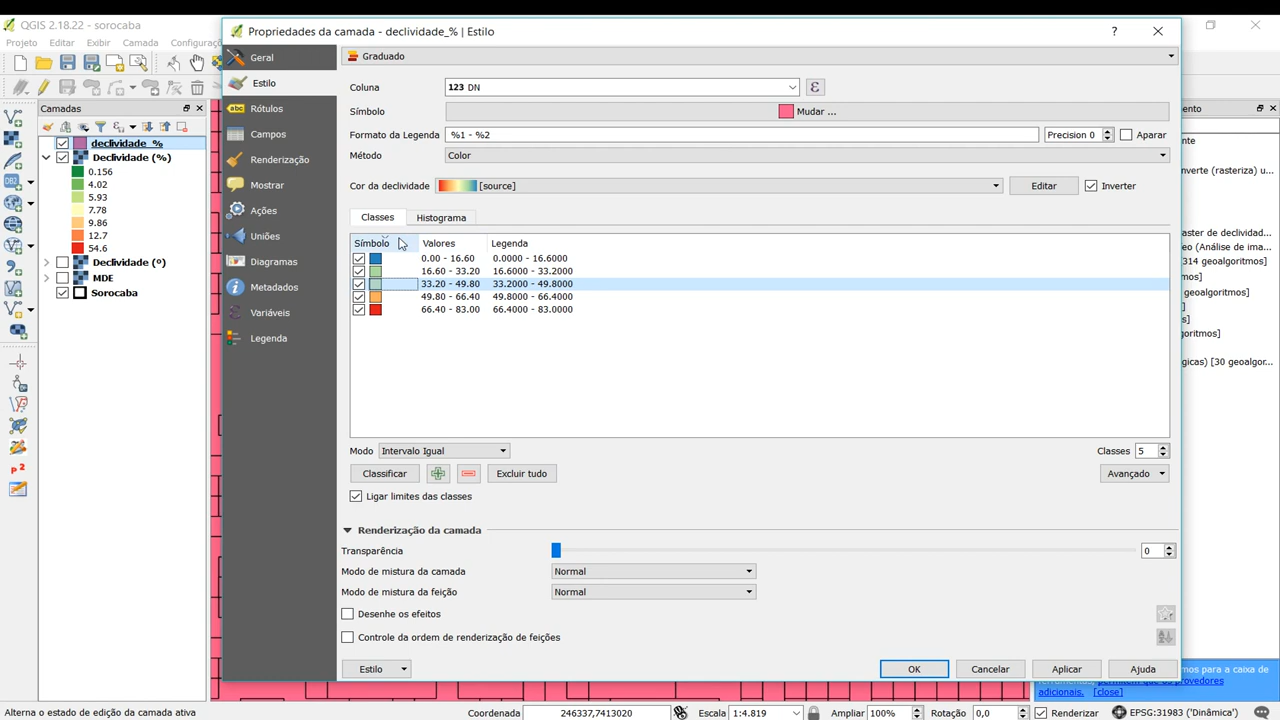 QGIS 2.18.22 - sorocaba
Projeto Editar Exibir Camada Configuraç
Camadas
declividade_%
Declividade (%)
0.156
4.02
5.93
7.78
9.86
12.7
54.6
Declividade (º)
MDE
Sorocaba
Propriedades da camada - declividade_% | Estilo
Geral
Estilo
Rótulos
Campos
Renderização
Mostrar
Ações
Uniões
Diagramas
Metadados
Variáveis
Legenda
Graduado
Coluna 123 DN ε
Símbolo Mudar ...
Formato da Legenda %1 - %2 Precision 0 Aparar
Método Color
Cor da declividade [source] Editar Inverter
Classes Histograma
Símbolo Valores Legenda
0.00 - 16.60 0.0000 - 16.6000
16.60 - 33.20 16.6000 - 33.2000
33.20 - 49.80 33.2000 - 49.8000
49.80 - 66.40 49.8000 - 66.4000
66.40 - 83.00 66.4000 - 83.0000
Modo Intervalo Igual Classes 5
Classificar Excluir tudo Avançado
Ligar limites das classes
Renderização da camada
Transparência 0
Modo de mistura da camada Normal
Modo de mistura da feição Normal
Desenhe os efeitos
Controle da ordem de renderização de feições
Estilo OK Cancelar Aplicar Ajuda
nto
ente
nverte (rasteriza) u...
aster de declividad...
eo (Análise de ima...
314 geoalgoritmos]
mos]
goritmos]
s]
oritmos]
gicas) [30 geoalgor...
mos para a caixa de
ferramentas, permitem que os provedores
adicionais. [close]
Alterna o estado de edição da camada ativa Coordenada 246337,7413020 Escala 1:4.819 Ampliar 100% Rotação 0,0 Renderizar EPSG:31983 ('Dinâmica')